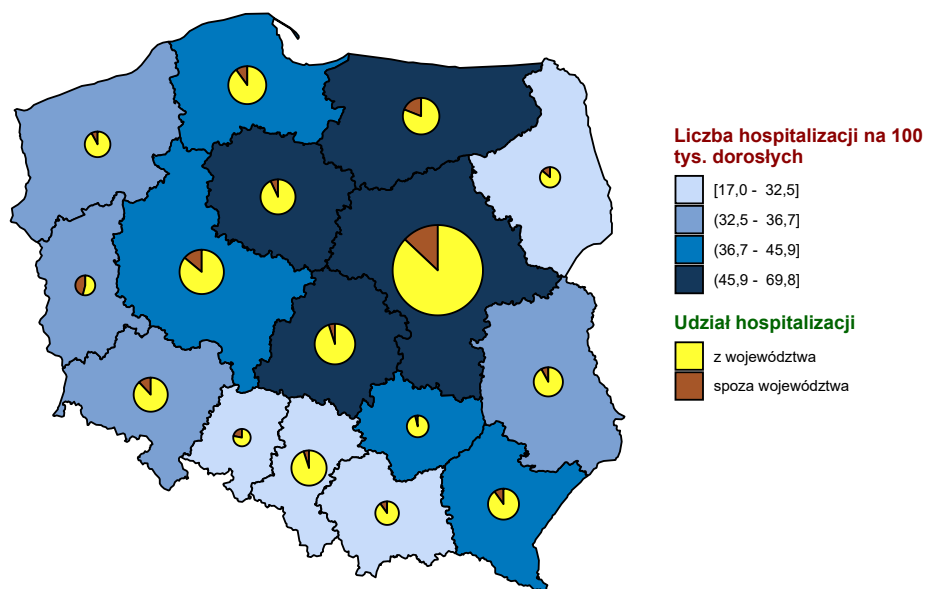 Liczba hospitalizacji na 100
tys. dorosłych
[17,0 - 32,5]
(32,5 - 36,7]
(36,7 - 45,9]
(45,9 - 69,8]
Udział hospitalizacji
z województwa
spoza województwa